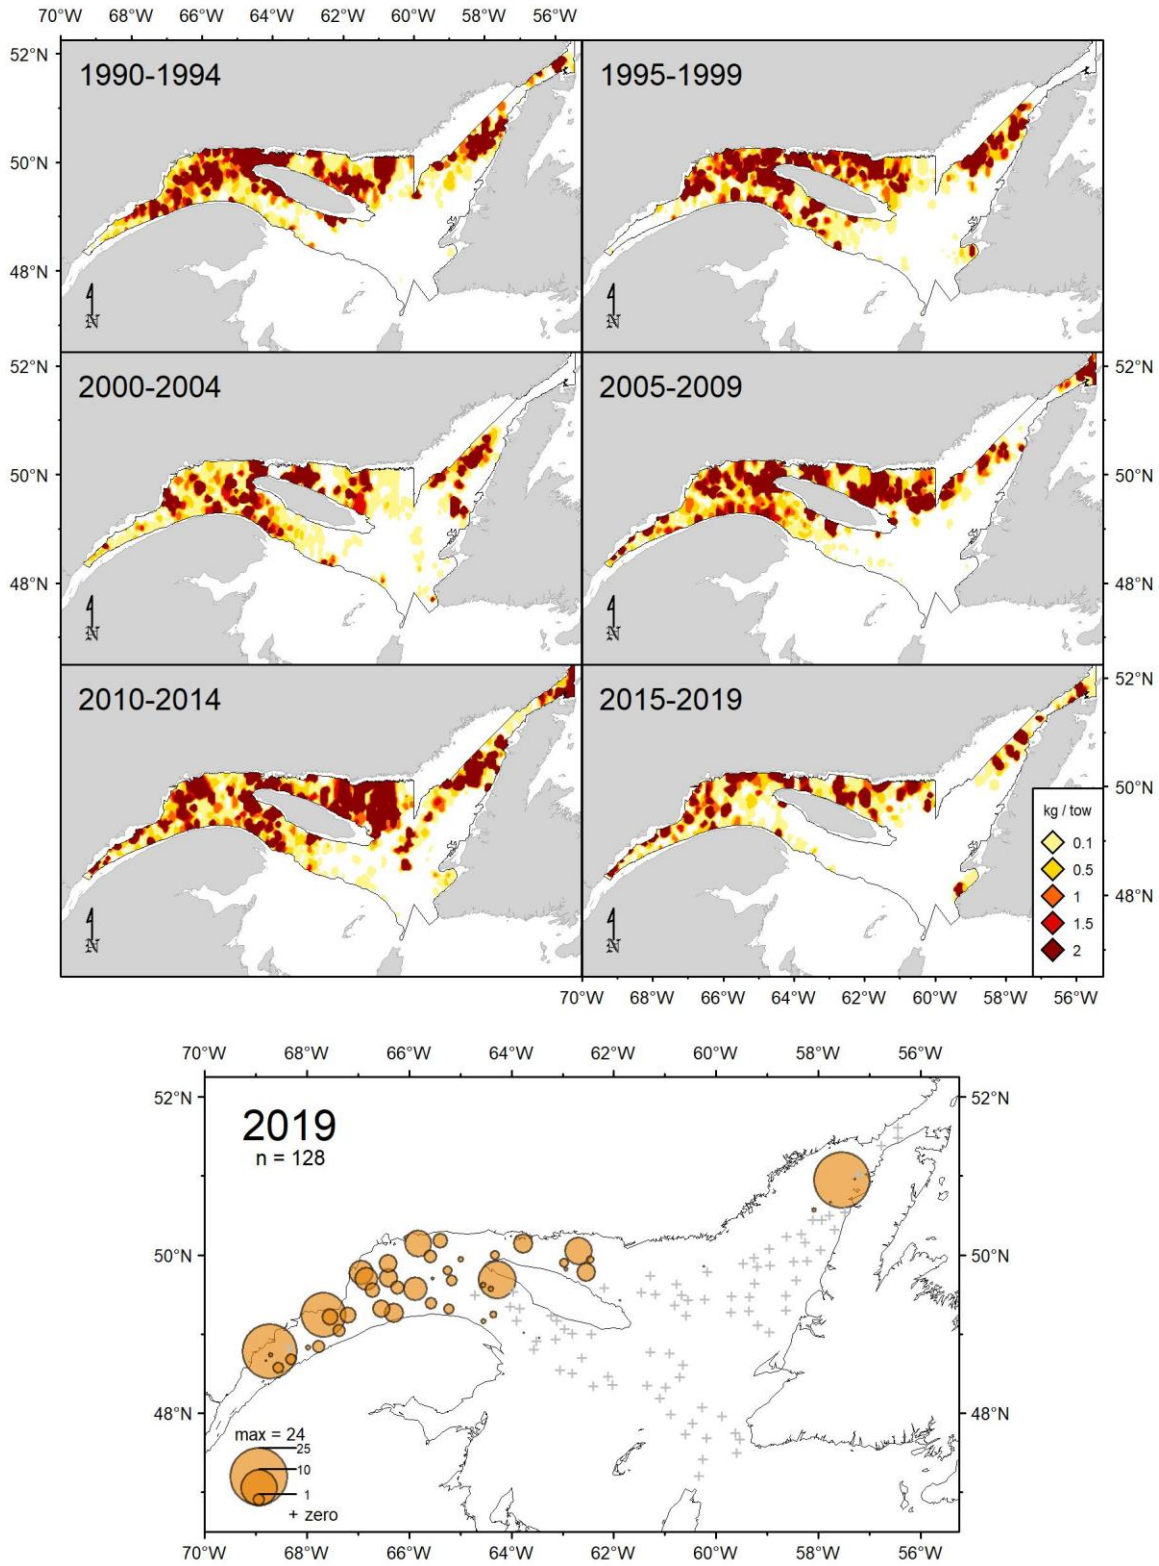 70°W 68°W 66°W 64°W 62°W 60°W 58°W 56°W
52°N
1990-1994
1995-1999
50°N
48°N
N
N
52°N
2000-2004
2005-2009
52°N
50°N
50°N
48°N
48°N
N
N
2010-2014
2015-2019
52°N
50°N
kg / tow
0.1
0.5
1
1.5
2
48°N
N
N
70°W 68°W 66°W 64°W 62°W 60°W 58°W 56°W
70°W 68°W 66°W 64°W 62°W 60°W 58°W 56°W
52°N
52°N
2019
n = 128
50°N
50°N
48°N
48°N
max = 24
25
10
1
+ zero
70°W 68°W 66°W 64°W 62°W 60°W 58°W 56°W